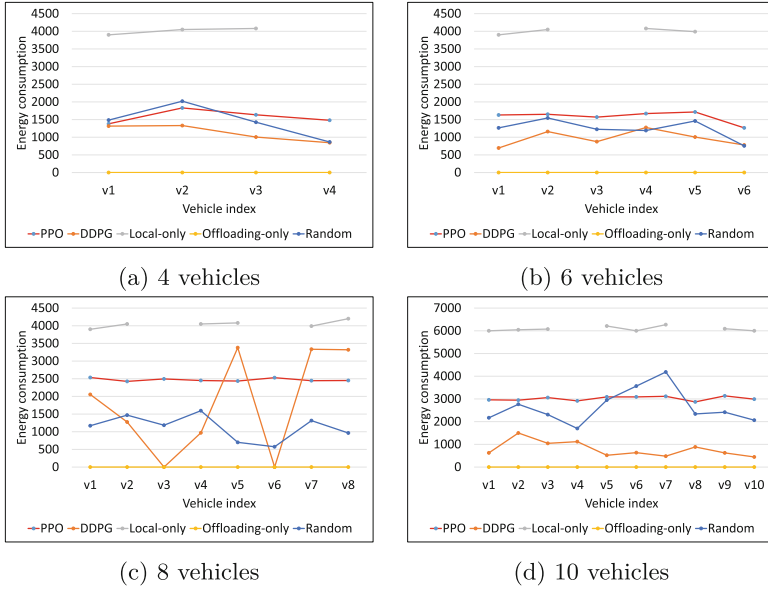 4500
4000
3500
3000
2500
2000
1500
1000
500
0
Energy consumption
v1 v2 v3 v4
Vehicle index
PPO DDPG Local-only Offloading-only Random
(a) 4 vehicles
4500
4000
3500
3000
2500
2000
1500
1000
500
0
Energy consumption
v1 v2 v3 v4 v5 v6
Vehicle index
PPO DDPG Local-only Offloading-only Random
(b) 6 vehicles
4500
4000
3500
3000
2500
2000
1500
1000
500
0
Energy consumption
v1 v2 v3 v4 v5 v6 v7 v8
Vehicle index
PPO DDPG Local-only Offloading-only Random
(c) 8 vehicles
7000
6000
5000
4000
3000
2000
1000
0
Energy consumption
v1 v2 v3 v4 v5 v6 v7 v8 v9 v10
Vehicle index
PPO DDPG Local-only Offloading-only Random
(d) 10 vehicles